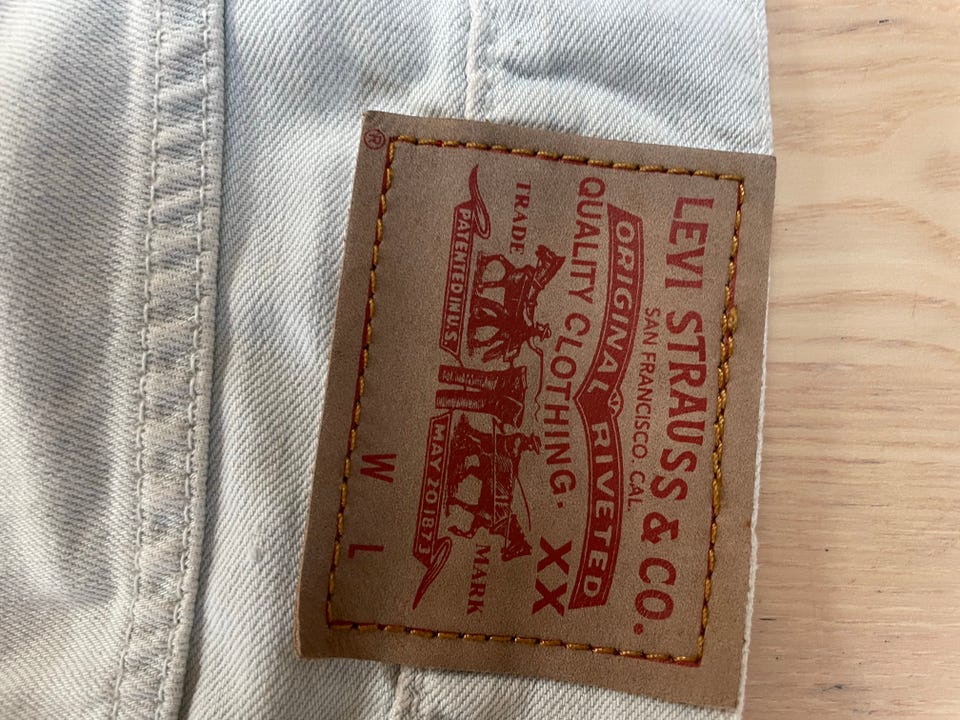 LEVI STRAUSS & CO.
SAN FRANCISCO. CAL
ORIGINAL RIVETED
QUALITY CLOTHING. XX
TRADE MARK
PATENTED IN U.S. MAY 20 1873
W L
®